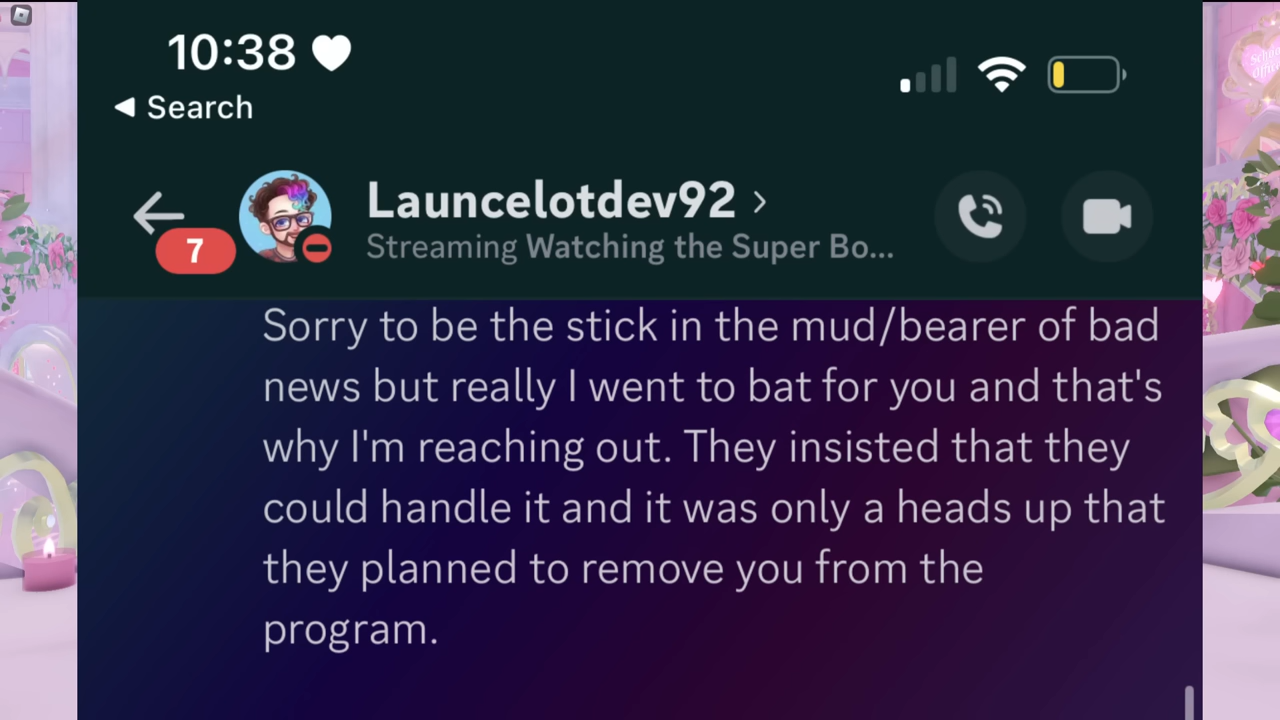 10:38
Search
7
Launcelotdev92
Streaming Watching the Super Bo...
Sorry to be the stick in the mud/bearer of bad
news but really I went to bat for you and that's
why I'm reaching out. They insisted that they
could handle it and it was only a heads up that
they planned to remove you from the
program.